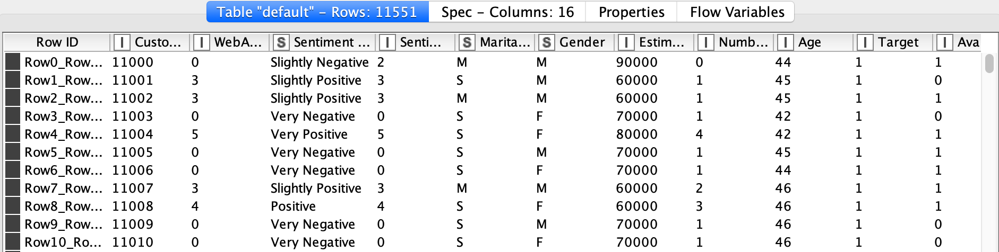 Table "default" – Rows: 11551 Spec – Columns: 16 Properties Flow Variables
Row ID I Custo... I WebA... S Sentiment ... I Senti... S Marita... S Gender I Estim... I Numb... I Age I Target I Ava
Row0_Row... 11000 0 Slightly Negative 2 M M 90000 0 44 1 1
Row1_Row... 11001 3 Slightly Positive 3 S M 60000 1 45 1 0
Row2_Row... 11002 3 Slightly Positive 3 M M 60000 1 45 1 1
Row3_Row... 11003 0 Very Negative 0 S F 70000 1 42 1 0
Row4_Row... 11004 5 Very Positive 5 S F 80000 4 42 1 1
Row5_Row... 11005 0 Very Negative 0 S M 70000 1 45 1 1
Row6_Row... 11006 0 Very Negative 0 S F 70000 1 44 1 1
Row7_Row... 11007 3 Slightly Positive 3 M M 60000 2 46 1 1
Row8_Row... 11008 4 Positive 4 S F 60000 3 46 1 1
Row9_Row... 11009 0 Very Negative 0 S M 70000 1 46 1 0
Row10_Ro... 11010 0 Very Negative 0 S F 70000 1 46 1 0